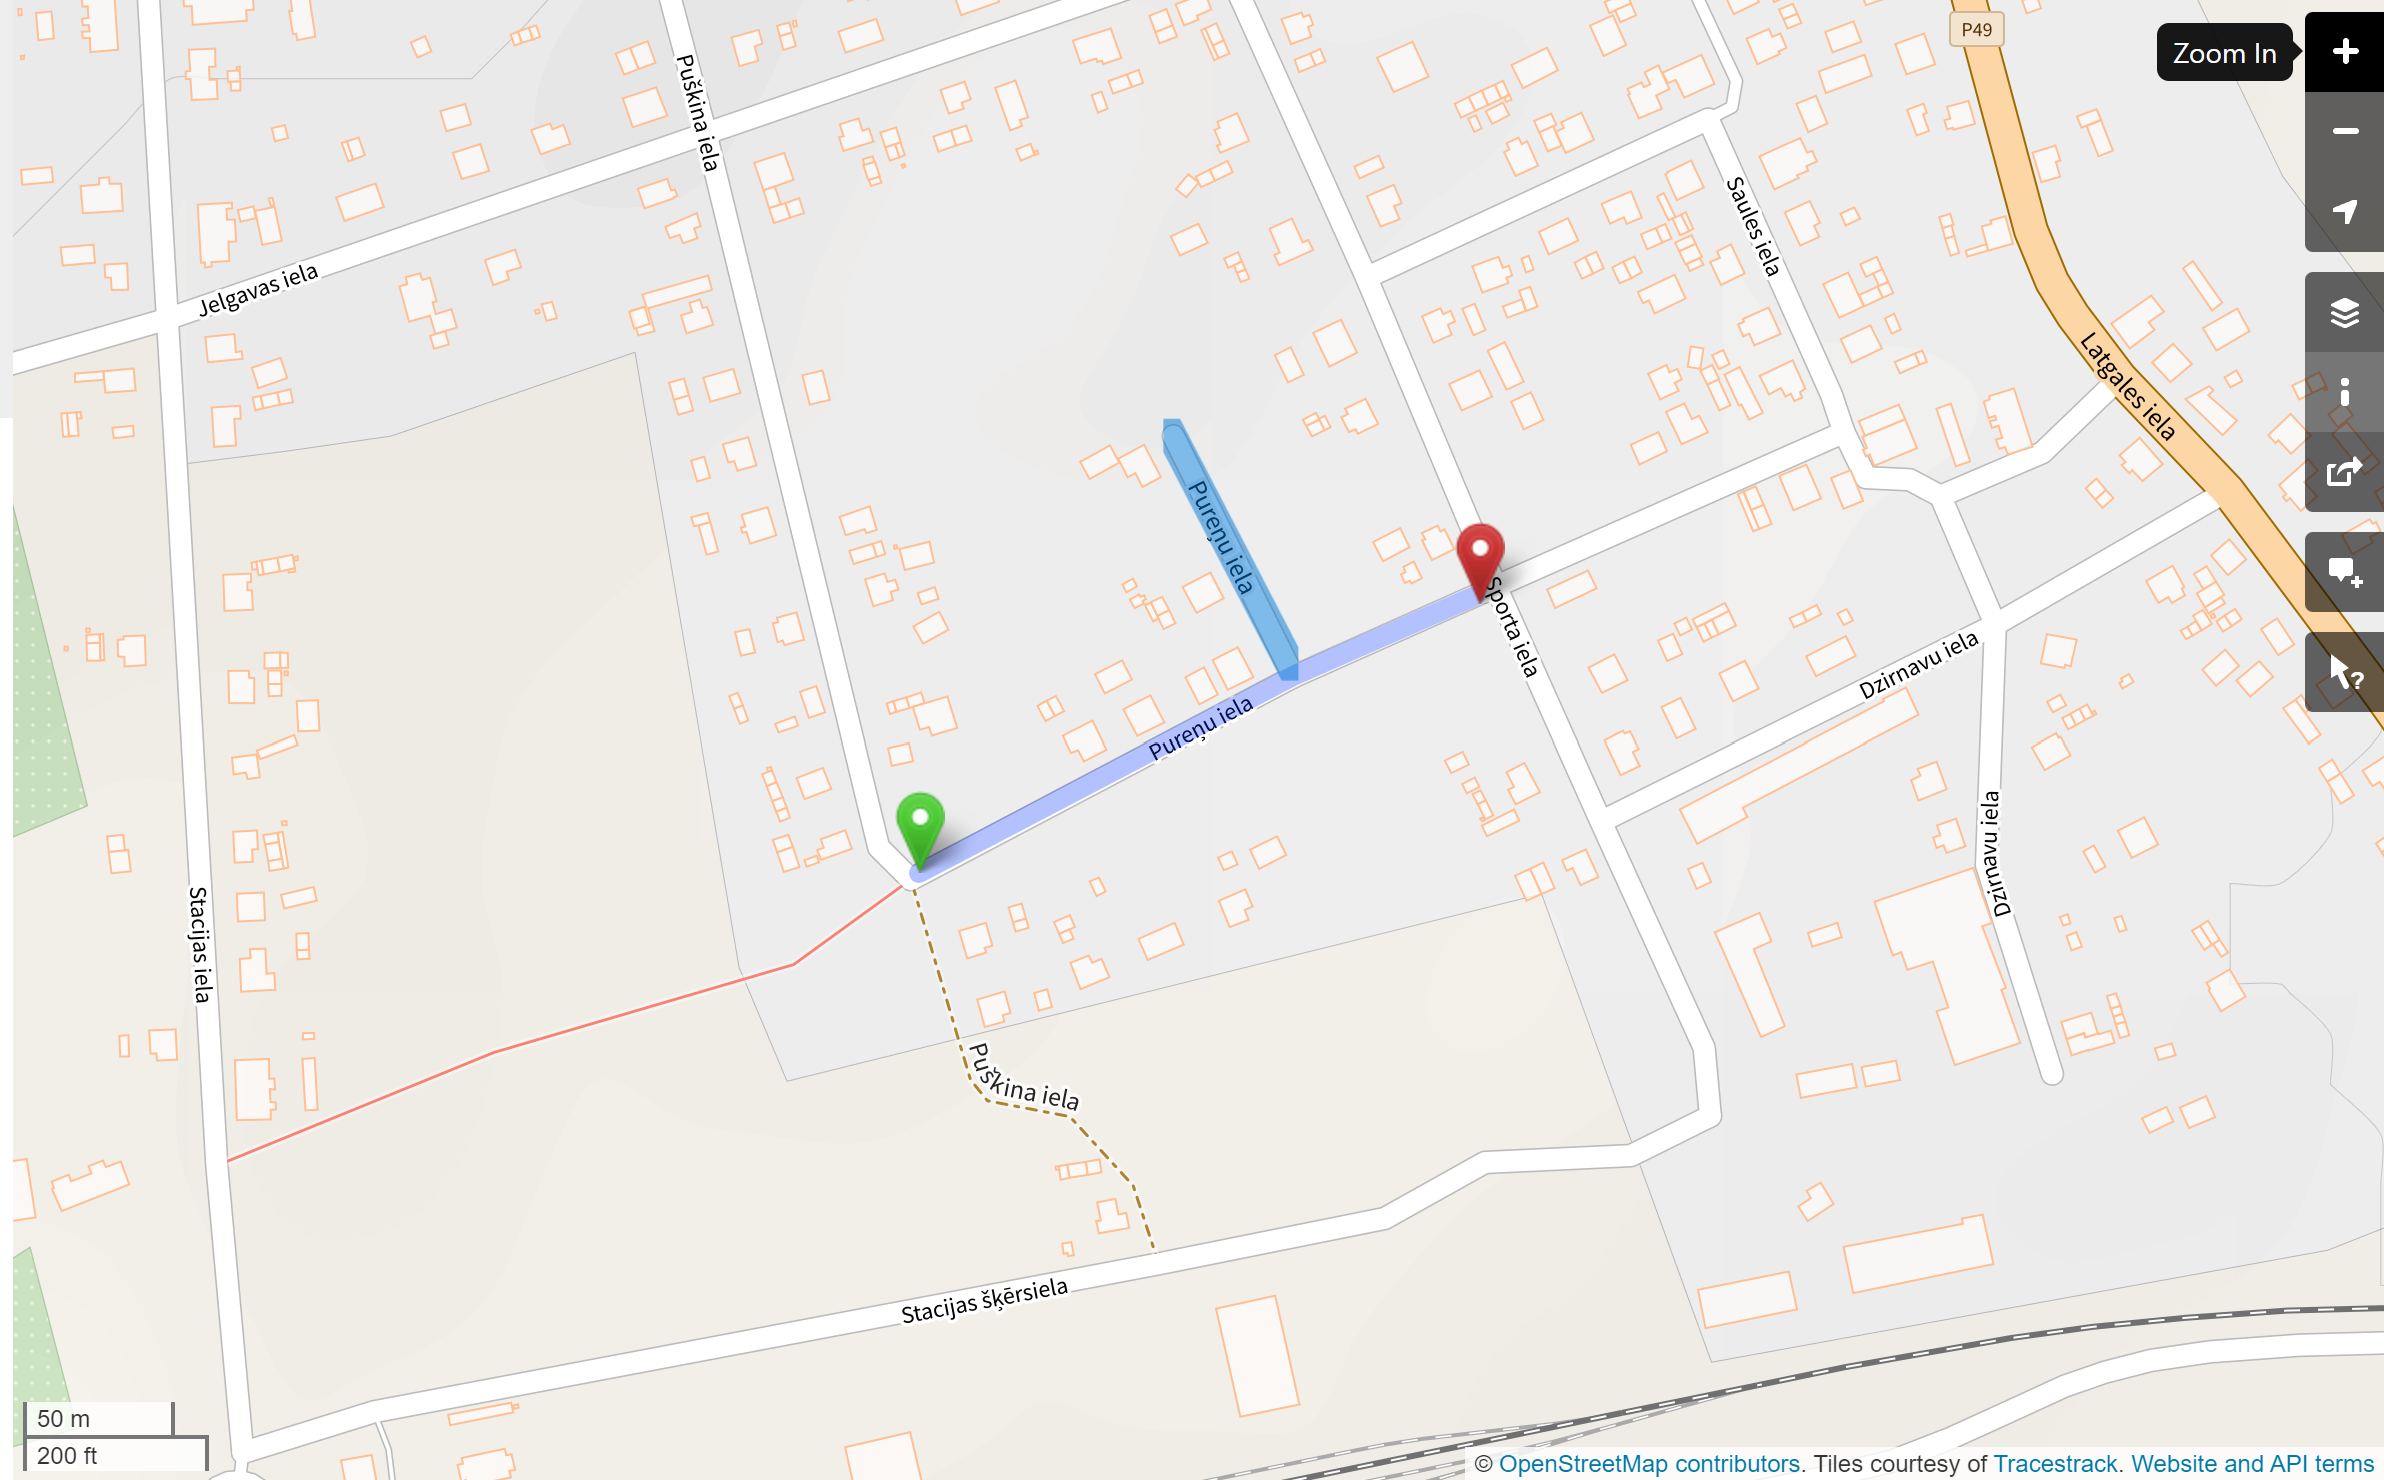 P49
Zoom In
Puškina iela
Saules iela
Jelgavas iela
Latgales iela
Pureņu iela
Sporta iela
Dzirnavu iela
Pureņu iela
Dzirnavu iela
Stacijas iela
Puškina iela
Stacijas šķērsiela
50 m
200 ft
© OpenStreetMap contributors. Tiles courtesy of Tracestrack. Website and API terms